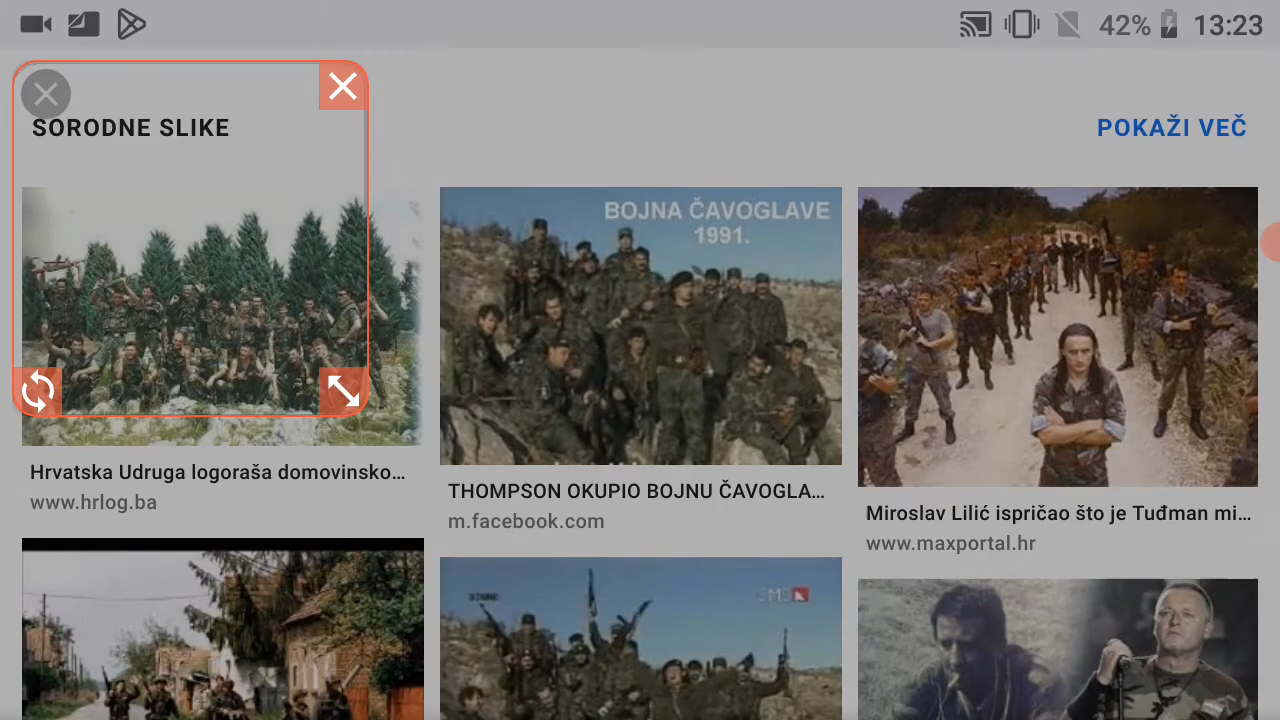 42% 13:23
SORODNE SLIKE
POKAŽI VEČ
BOJNA ČAVOGLAVE
1991.
Hrvatska Udruga logoraša domovinsko...
www.hrlog.ba
THOMPSON OKUPIO BOJNU ČAVOGLA...
m.facebook.com
Miroslav Lilić ispričao što je Tuđman mi...
www.maxportal.hr